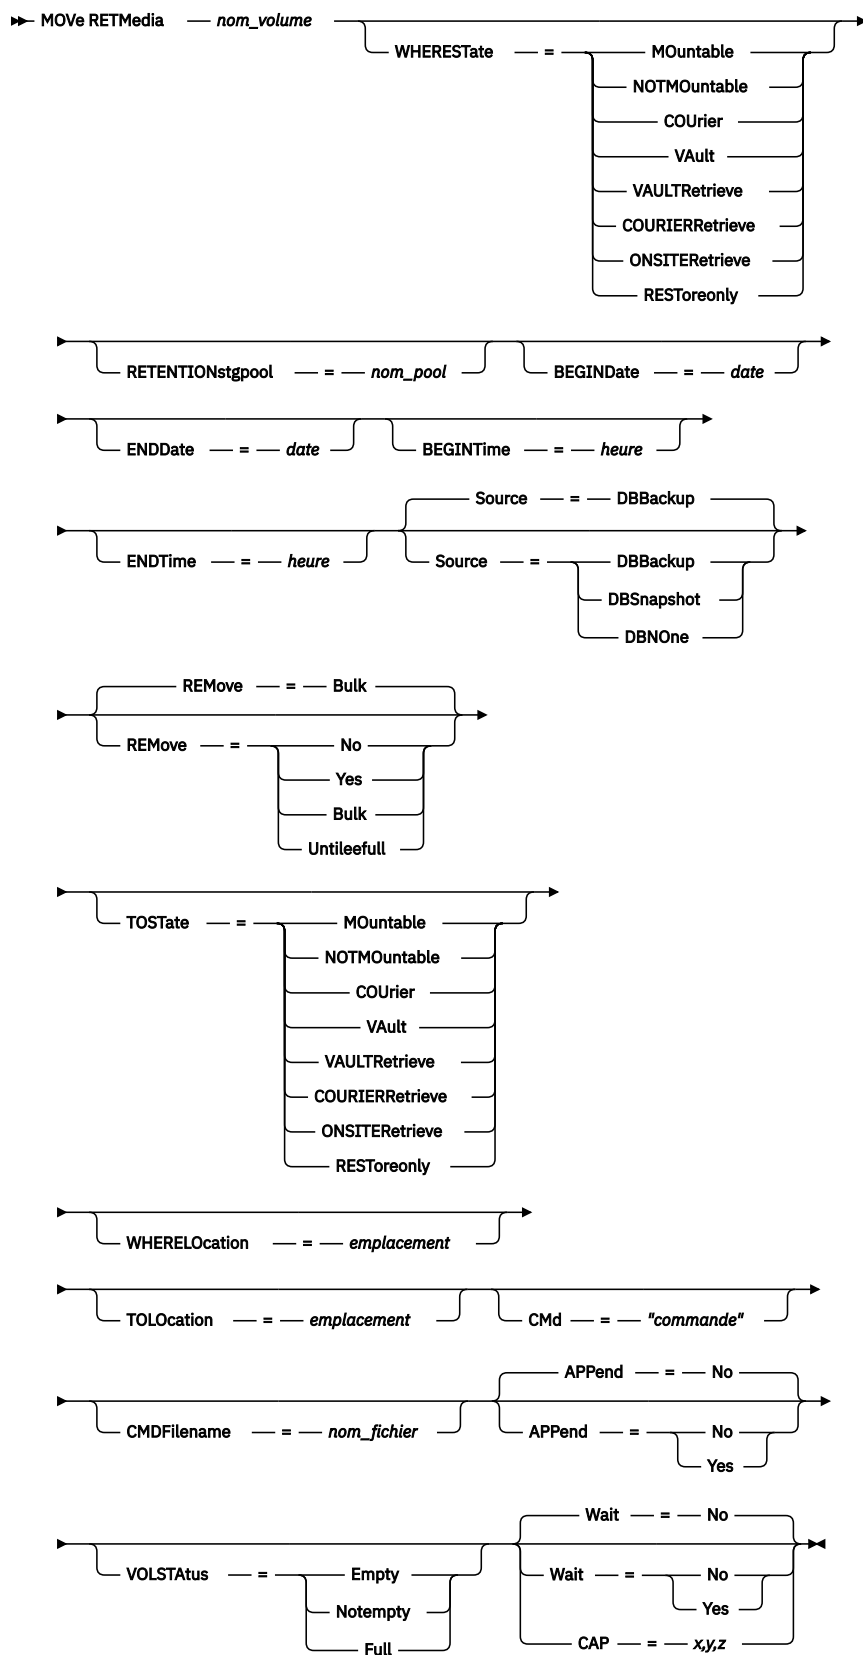 MOVe RETMedia nom_volume
WHERESTate = MOuntable
NOTMOuntable
COUrier
VAult
VAULTRetrieve
COURIERRetrieve
ONSITERetrieve
RESToreonly
RETENTIONstgpool = nom_pool BEGINDate = date
ENDDate = date BEGINTime = heure
Source = DBBackup
ENDTime = heure Source = DBBackup
DBSnapshot
DBNOne
REMove = Bulk
REMove = No
Yes
Bulk
Untileefull
TOSTate = MOuntable
NOTMOuntable
COUrier
VAult
VAULTRetrieve
COURIERRetrieve
ONSITERetrieve
RESToreonly
WHERELOcation = emplacement
TOLOcation = emplacement CMd = "commande"
APPend = No
CMDFilename = nom_fichier APPend = No
Yes
Wait = No
VOLSTAtus = Empty Wait = No
Notempty Yes
Full CAP = x,y,z